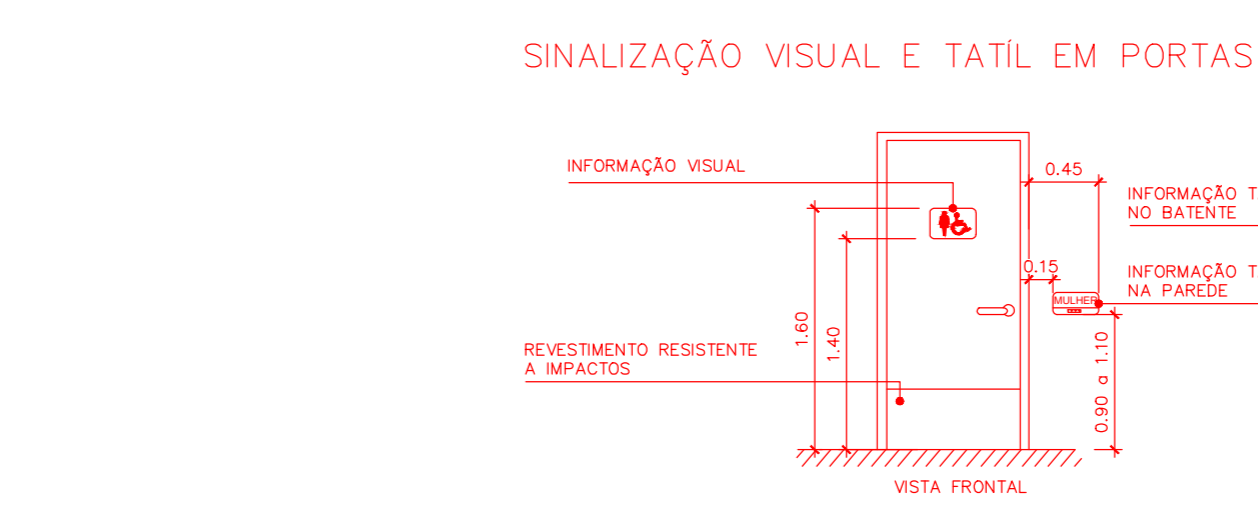 SINALIZAÇÃO VISUAL E TATÍL EM PORTAS
INFORMAÇÃO VISUAL
0.45
INFORMAÇÃO T
NO BATENTE
0.15
INFORMAÇÃO T
NA PAREDE
MULHER
1.60
1.40
REVESTIMENTO RESISTENTE
A IMPACTOS
0.90 a 1.10
VISTA FRONTAL